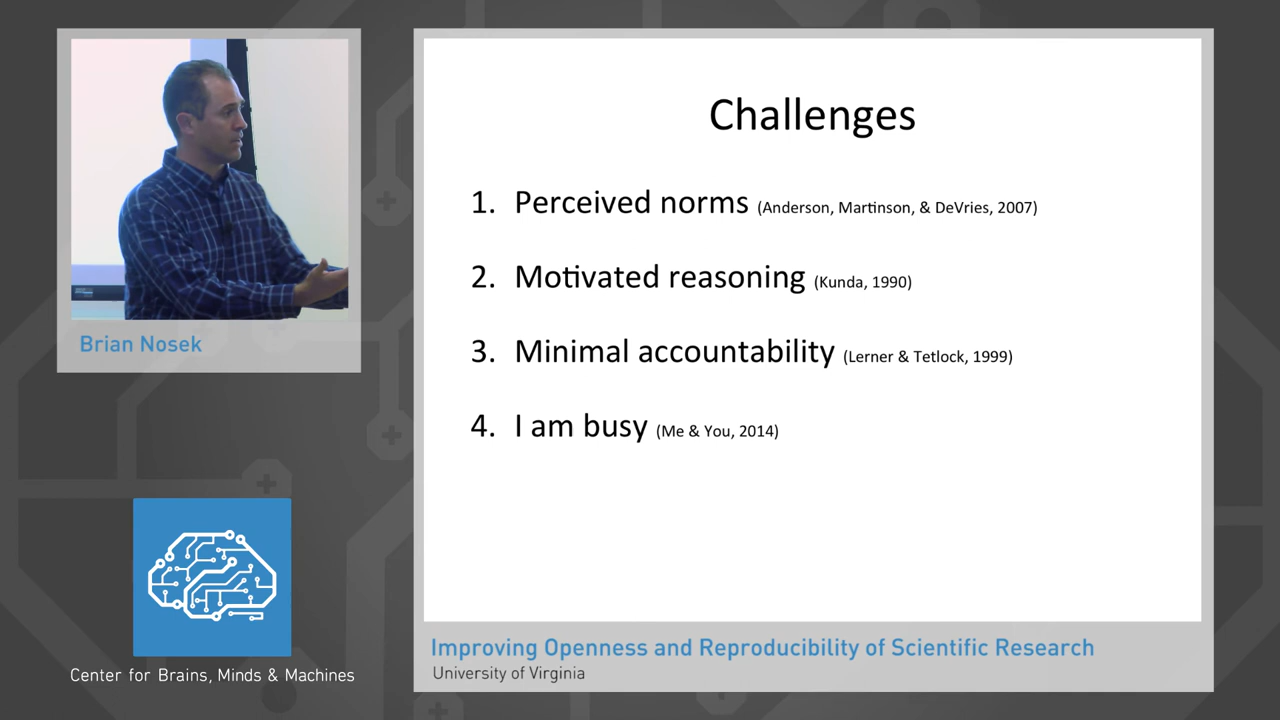 Brian Nosek
Center for Brains, Minds & Machines
Challenges
1. Perceived norms (Anderson, Martinson, & DeVries, 2007)
2. Motivated reasoning (Kunda, 1990)
3. Minimal accountability (Lerner & Tetlock, 1999)
4. I am busy (Me & You, 2014)
Improving Openness and Reproducibility of Scientific Research
University of Virginia